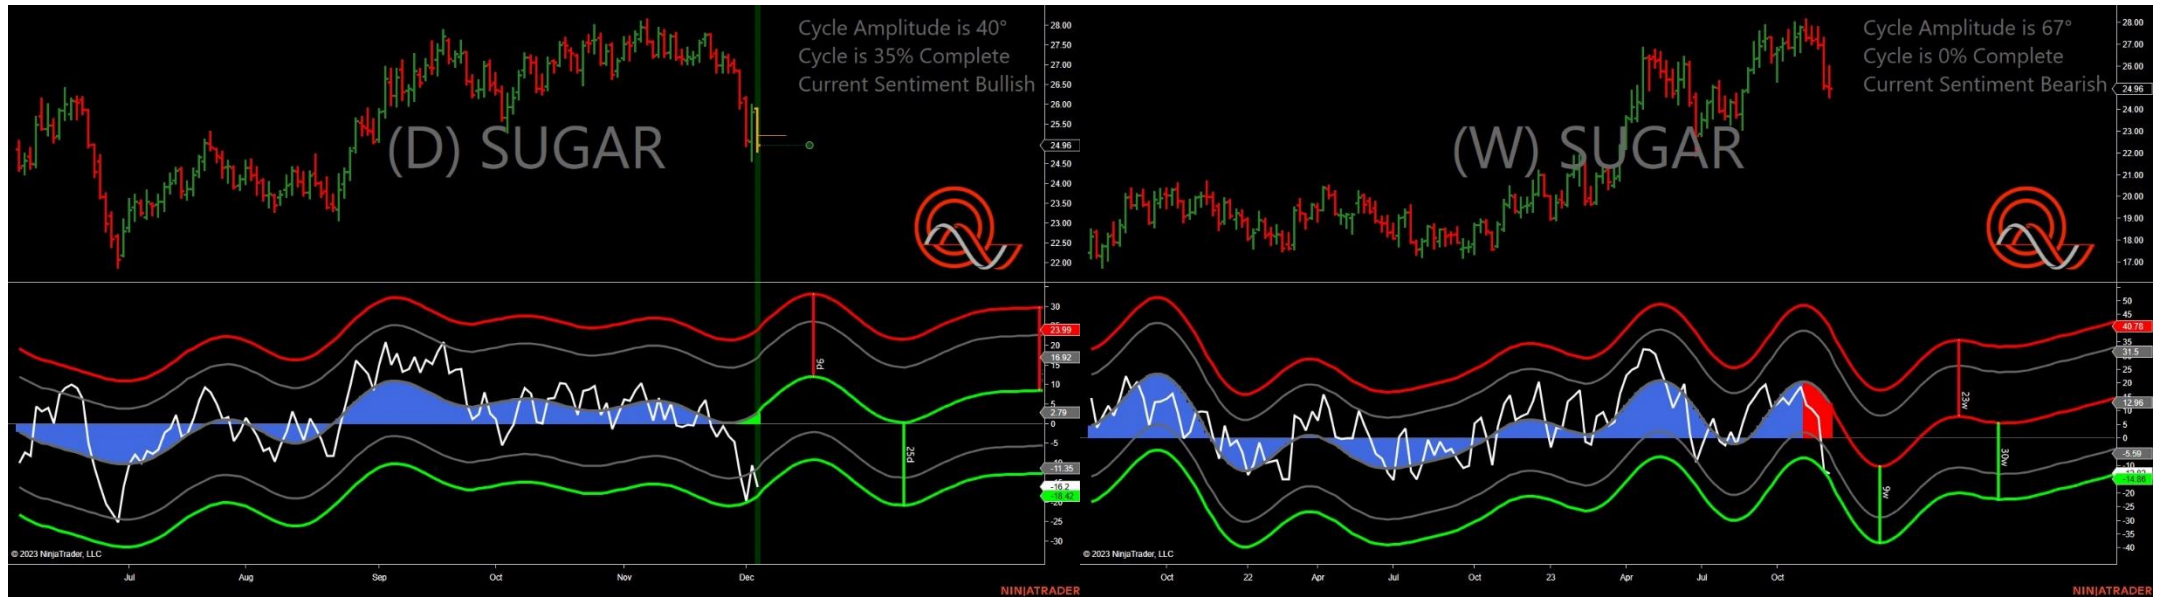 Cycle Amplitude is 40°
Cycle is 35% Complete
Current Sentiment Bullish
(D) SUGAR
28.00
27.50
27.00
26.50
26.00
25.50
24.96
24.50
24.00
23.50
23.00
22.50
22.00
30
23.99
20
16.92
15
10
5
2.79
0
-5
-11.35
-16.2
-18.42
-20
-25
-30
9d
25d
© 2023 NinjaTrader, LLC
Jul
Aug
Sep
Oct
Nov
Dec
NINJATRADER
Cycle Amplitude is 67°
Cycle is 0% Complete
Current Sentiment Bearish
(W) SUGAR
28.00
27.00
26.00
24.96
24.00
23.00
22.00
21.00
20.00
19.00
18.00
17.00
50
45
40.78
35
31.5
25
20
15
12.96
5
0
-5.59
-10
-14.86
-20
-25
-30
-35
-40
23w
9w
30w
© 2023 NinjaTrader, LLC
Oct
22
Apr
Jul
Oct
23
Apr
Jul
Oct
NINJATRADER